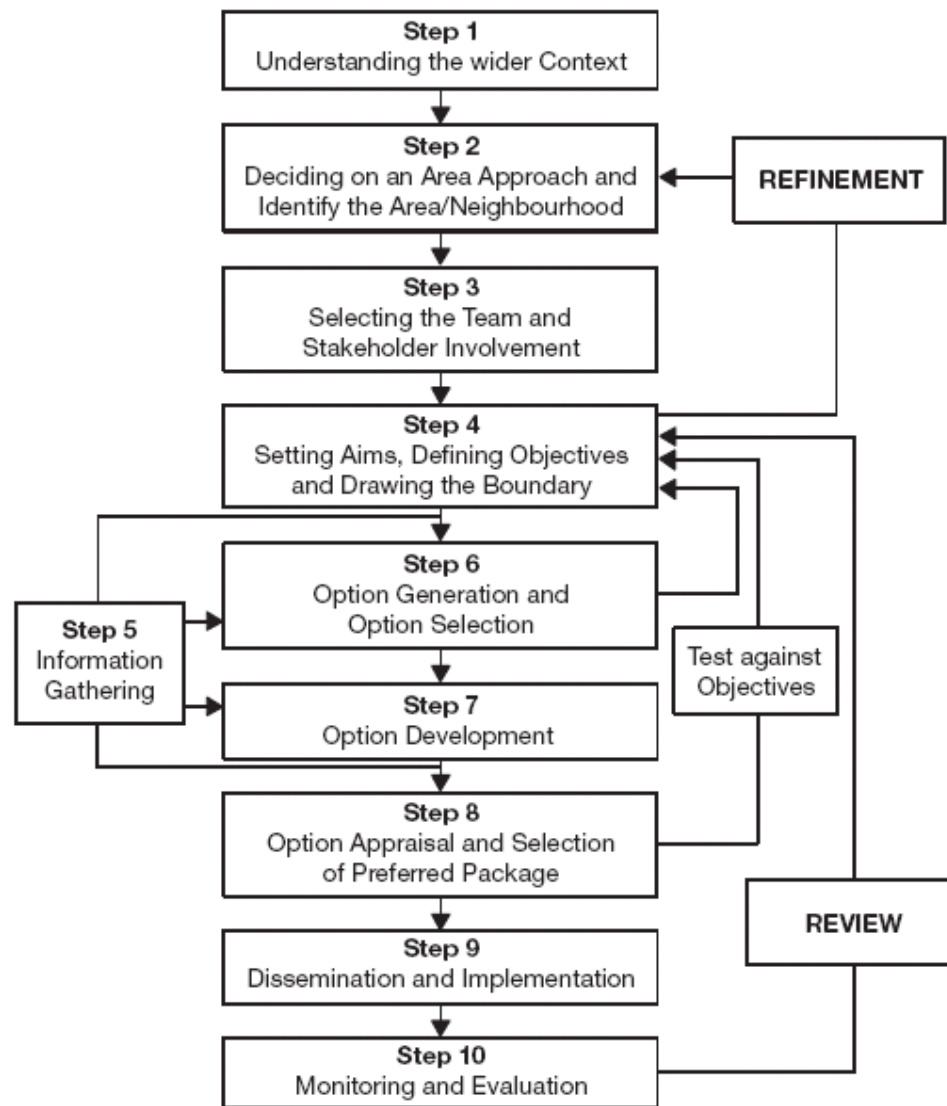 Step 1
Understanding the wider Context
Step 2
Deciding on an Area Approach and
Identify the Area/Neighbourhood
REFINEMENT
Step 3
Selecting the Team and
Stakeholder Involvement
Step 4
Setting Aims, Defining Objectives
and Drawing the Boundary
Step 5
Information
Gathering
Step 6
Option Generation and
Option Selection
Test against
Objectives
Step 7
Option Development
Step 8
Option Appraisal and Selection
of Preferred Package
REVIEW
Step 9
Dissemination and Implementation
Step 10
Monitoring and Evaluation